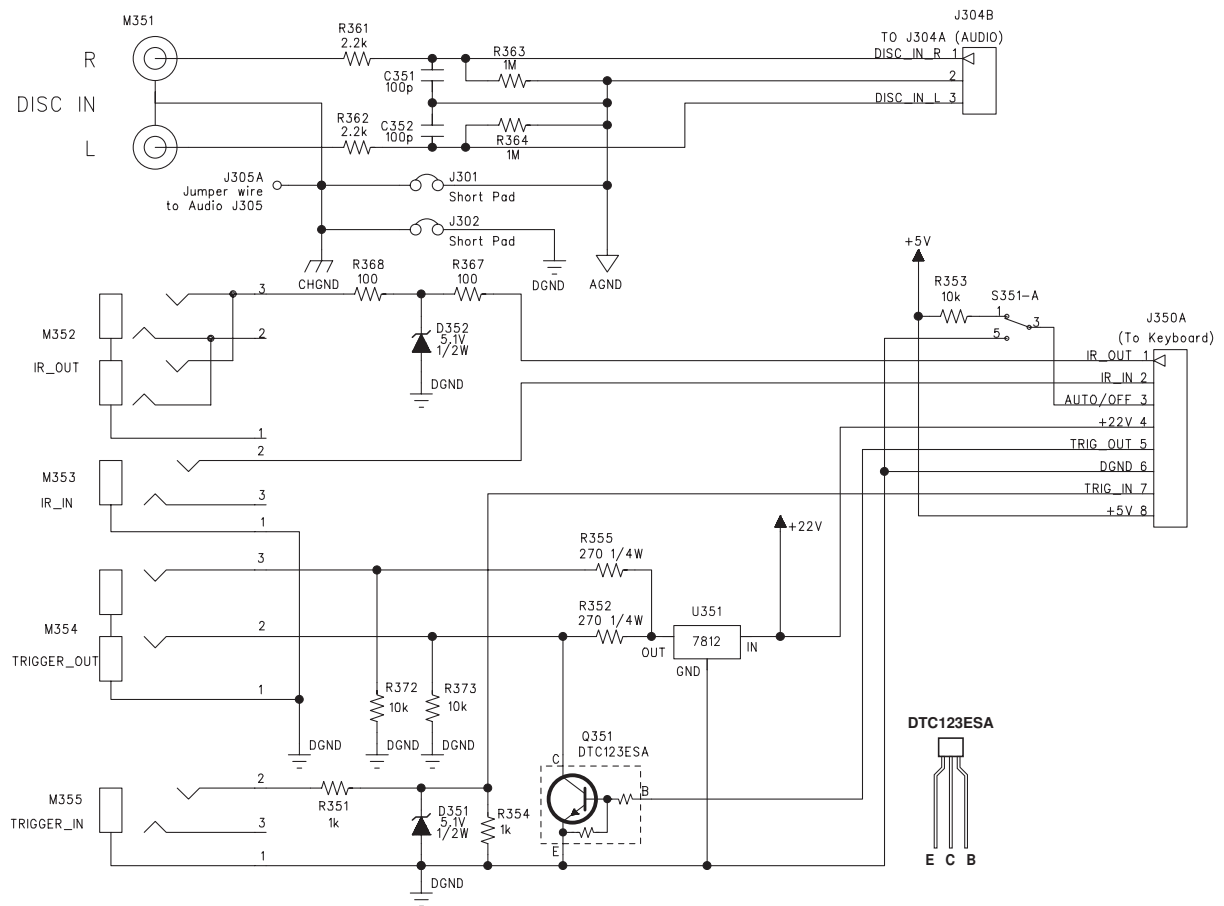 M351
J304B
TO J304A (AUDIO)
R
R361
2.2k
R363
1M
DISC_IN_R 1
C351
100p
2
DISC IN
DISC_IN_L 3
R362
2.2k
C352
100p
L
R364
1M
J305A
Jumper wire
to Audio J305
J301
Short Pad
J302
Short Pad
CHGND
DGND
AGND
+5V
R353
10k
S351-A
1
3
5
J350A
(To Keyboard)
3
R368
100
R367
100
M352
2
IR_OUT
D352
5.1V
1/2W
DGND
1
IR_OUT 1
IR_IN 2
AUTO/OFF 3
+22V 4
TRIG_OUT 5
DGND 6
TRIG_IN 7
+5V 8
2
M353
IR_IN
3
1
+22V
R355
270 1/4W
3
R352
270 1/4W
U351
7812
OUT
IN
GND
M354
2
TRIGGER_OUT
1
R372
10k
R373
10k
DGND
DGND
DGND
Q351
DTC123ESA
C
B
E
DTC123ESA
E C B
M355
TRIGGER_IN
2
R351
1k
3
D351
5.1V
1/2W
R354
1k
1
DGND